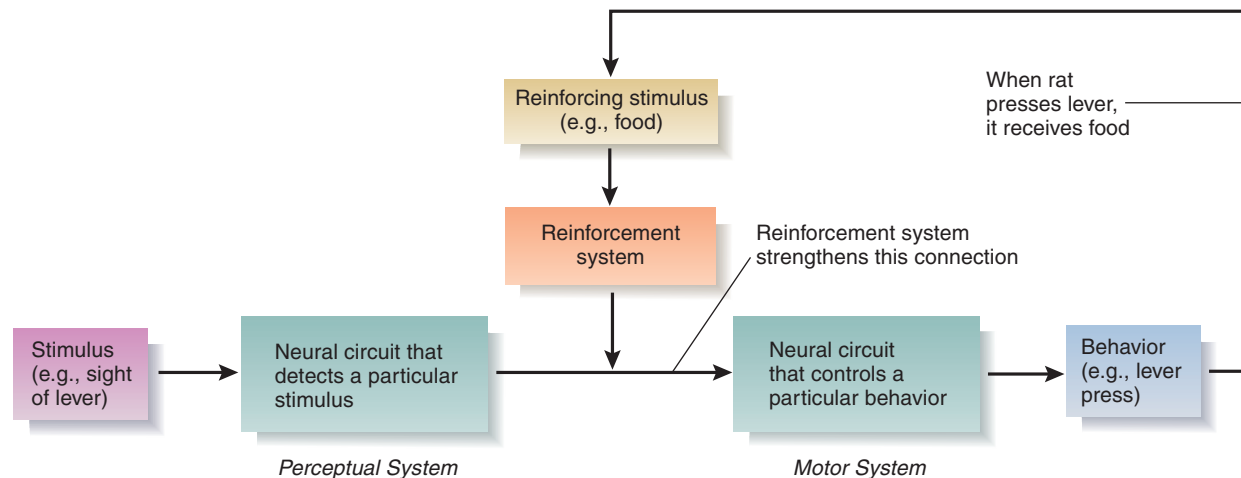 When rat
presses lever,
it receives food
Reinforcing stimulus
(e.g., food)
Reinforcement
system
Reinforcement system
strengthens this connection
Stimulus
(e.g., sight
of lever)
Neural circuit that
detects a particular
stimulus
Neural circuit
that controls a
particular behavior
Behavior
(e.g., lever
press)
Perceptual System
Motor System